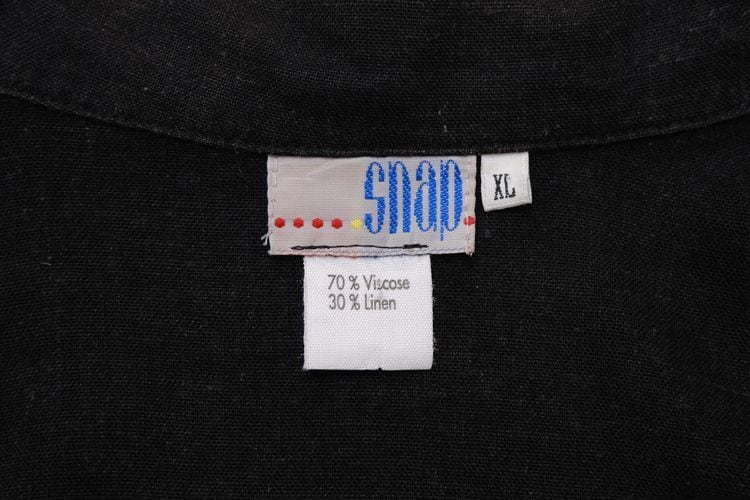 snap
XL
70 % Viscose
30 % Linen